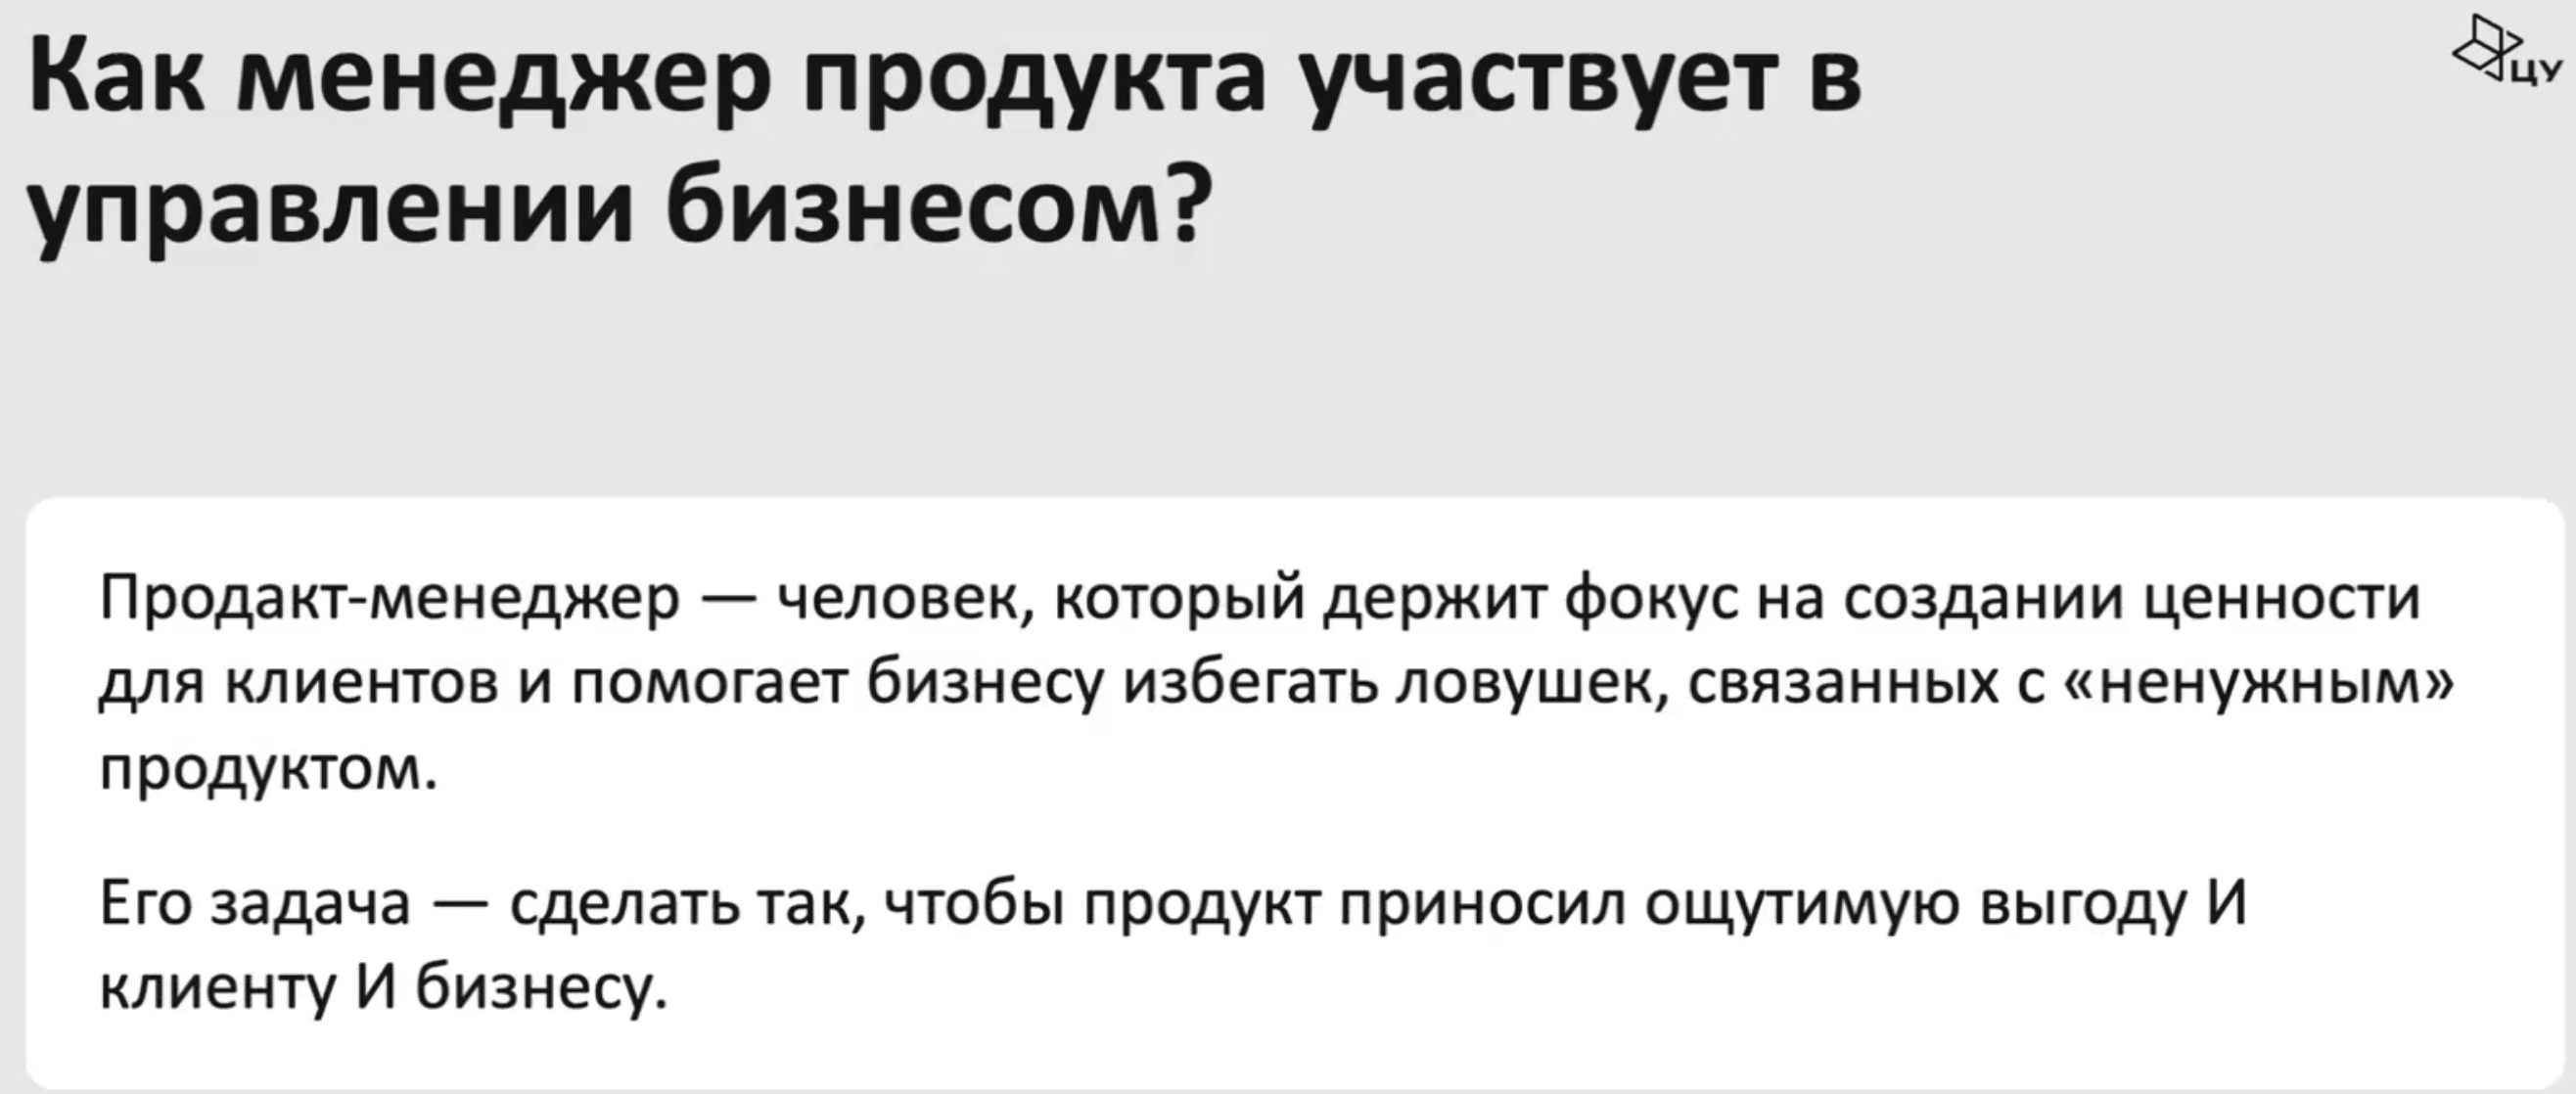 Как менеджер продукта участвует в
управлении бизнесом?
ЦУ
Продакт-менеджер — человек, который держит фокус на создании ценности
для клиентов и помогает бизнесу избегать ловушек, связанных с «ненужным»
продуктом.
Его задача — сделать так, чтобы продукт приносил ощутимую выгоду И
клиенту И бизнесу.